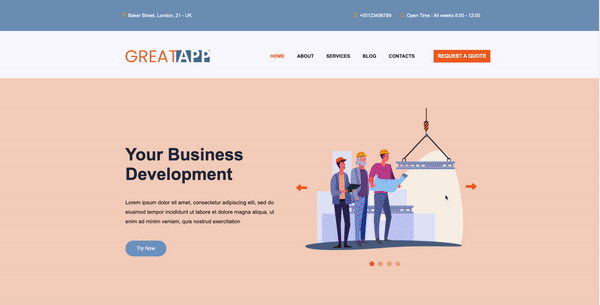 Baker Street, London, 21 - UK
+00123456789
Open Time : All weeks 8:00 - 12:00
GREATAPP
HOME
ABOUT
SERVICES
BLOG
CONTACTS
REQUEST A QUOTE
Your Business
Development
Lorem ipsum dolor sit amet, consectetur adipiscing elit, sed do
eiusmod tempor incididunt ut labore et dolore magna aliqua, ut
enim ad minim veniam, quis nostrud exercitation
Try Now